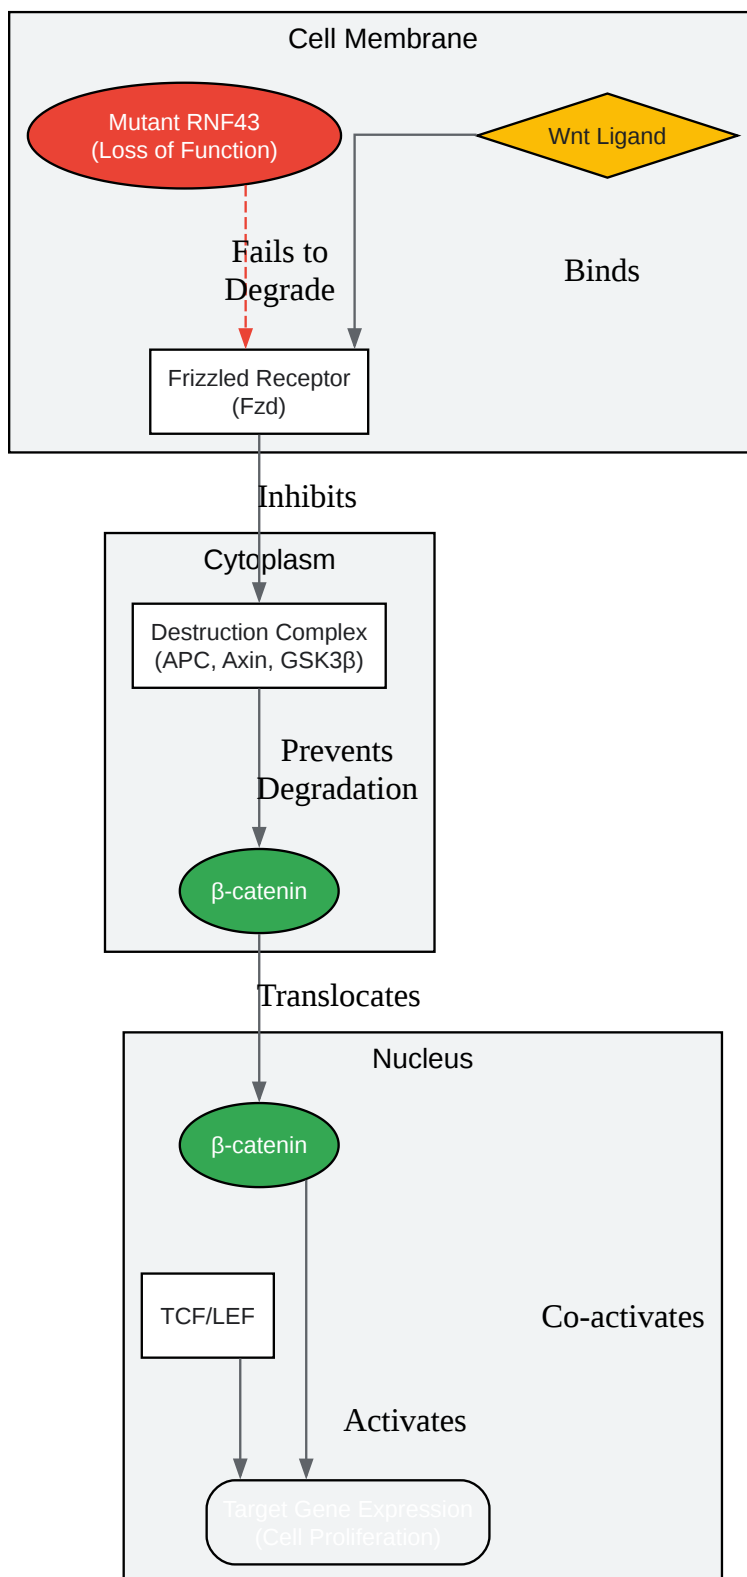 Cell Membrane
Mutant RNF43
(Loss of Function)
Wnt Ligand
Fails to
Degrade
Binds
Frizzled Receptor
(Fzd)
Inhibits
Cytoplasm
Destruction Complex
(APC, Axin, GSK3β)
Prevents
Degradation
β-catenin
Translocates
Nucleus
β-catenin
TCF/LEF
Co-activates
Activates
Target Gene Expression
(Cell Proliferation)